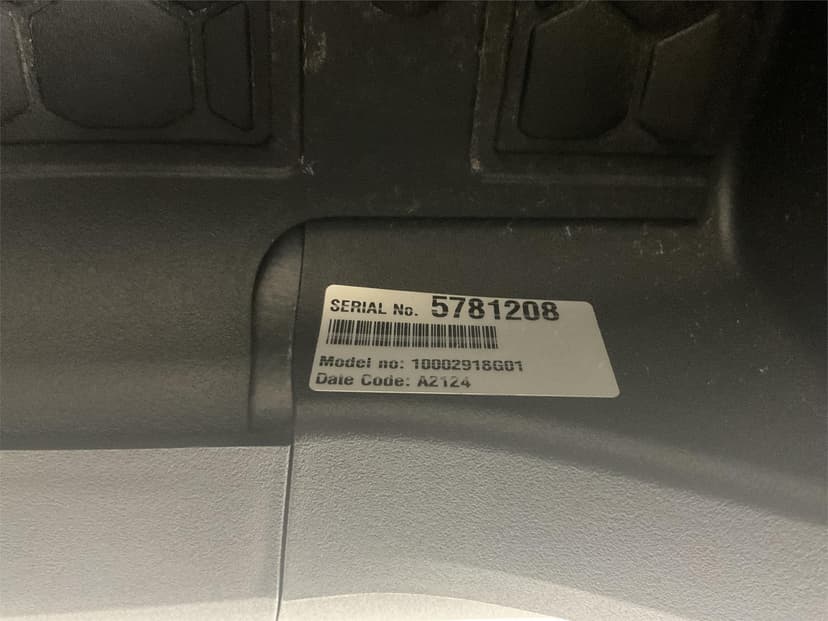 SERIAL No. 5781208
Model no: 10002918G01
Date Code: A2124